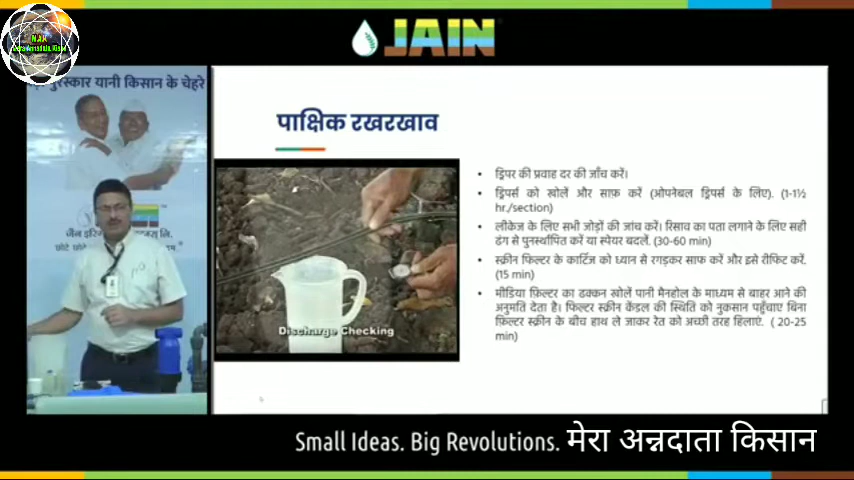 JAIN
पुरस्कार यानी किसान के चेहरे
पाक्षिक रखरखाव
• ड्रिपर की प्रवाह दर की जाँच करें।
• ड्रिपर्स को खोलें और साफ़ करें (ओपनेबल ड्रिपर्स के लिए). (1-1½
hr./section)
• लीकेज के लिए सभी जोड़ों की जांच करें। रिसाव का पता लगाने के लिए सही
ढंग से पुनर्स्थापित करें या स्पेयर बदलें. (30-60 min)
• स्क्रीन फिल्टर के कार्टिज को ध्यान से रगड़कर साफ करें और इसे रीफिट करें.
(15 min)
• मीडिया फ़िल्टर का ढक्कन खोलें पानी मैनहोल के माध्यम से बाहर आने की
अनुमति देता है। फिल्टर स्क्रीन कैंडल की स्थिति को नुकसान पहुँचाए बिना
फ़िल्टर स्क्रीन के बीच हाथ ले जाकर रेत को अच्छी तरह हिलाएं. ( 20-25
min)
Discharge Checking
Small Ideas. Big Revolutions. मेरा अन्नदाता किसान